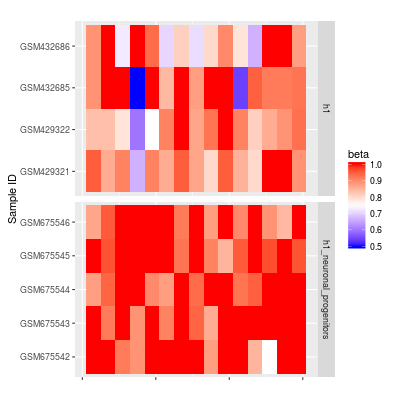 Sample ID
GSM432686
GSM432685
GSM429322
GSM429321
h1
GSM675546
GSM675545
GSM675544
GSM675543
GSM675542
h1_neuronal_progenitors
beta
1.0
0.9
0.8
0.7
0.6
0.5